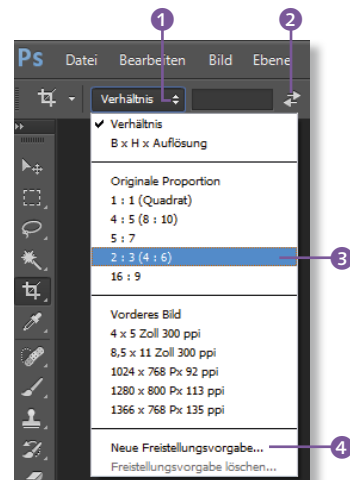 1 2
Ps Datei Bearbeiten Bild Ebene
Verhältnis
✔ Verhältnis
B x H x Auflösung
Originale Proportion
1 : 1 (Quadrat)
4 : 5 (8 : 10)
5 : 7
2 : 3 (4 : 6) 3
16 : 9
Vorderes Bild
4 x 5 Zoll 300 ppi
8,5 x 11 Zoll 300 ppi
1024 x 768 Px 92 ppi
1280 x 800 Px 113 ppi
1366 x 768 Px 135 ppi
Neue Freistellungsvorgabe... 4
Freistellungsvorgabe löschen...